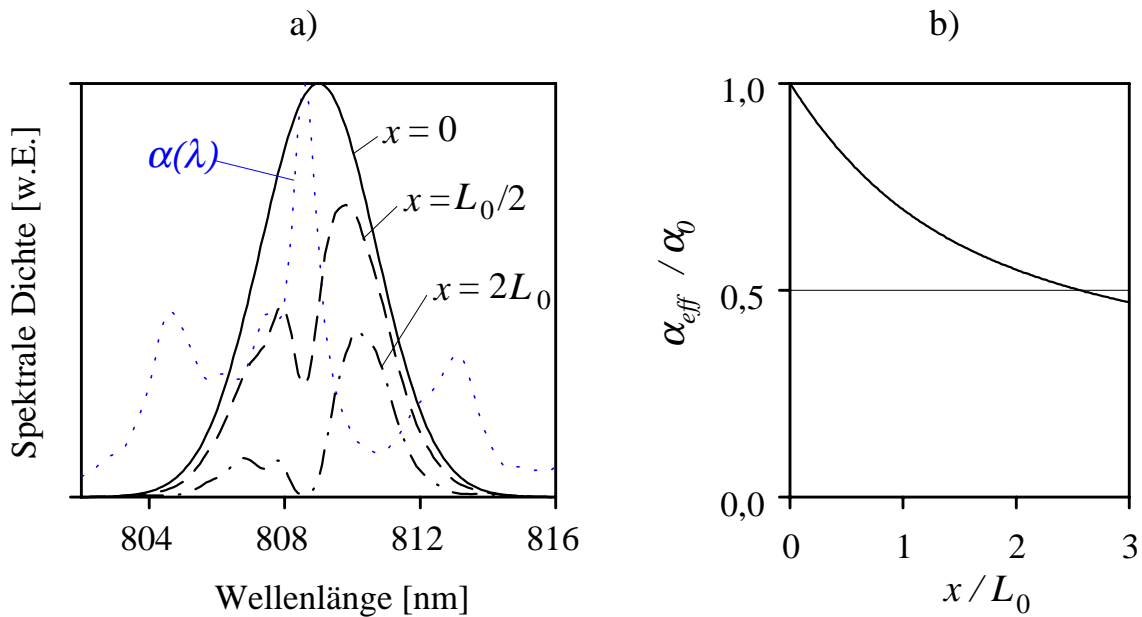 a)
Spektrale Dichte [w.E.]
α(λ)
x = 0
x = L₀/2
x = 2L₀
804 808 812 816
Wellenlänge [nm]
b)
αeff / α₀
1,0
0,5
0,0
0 1 2 3
x / L₀